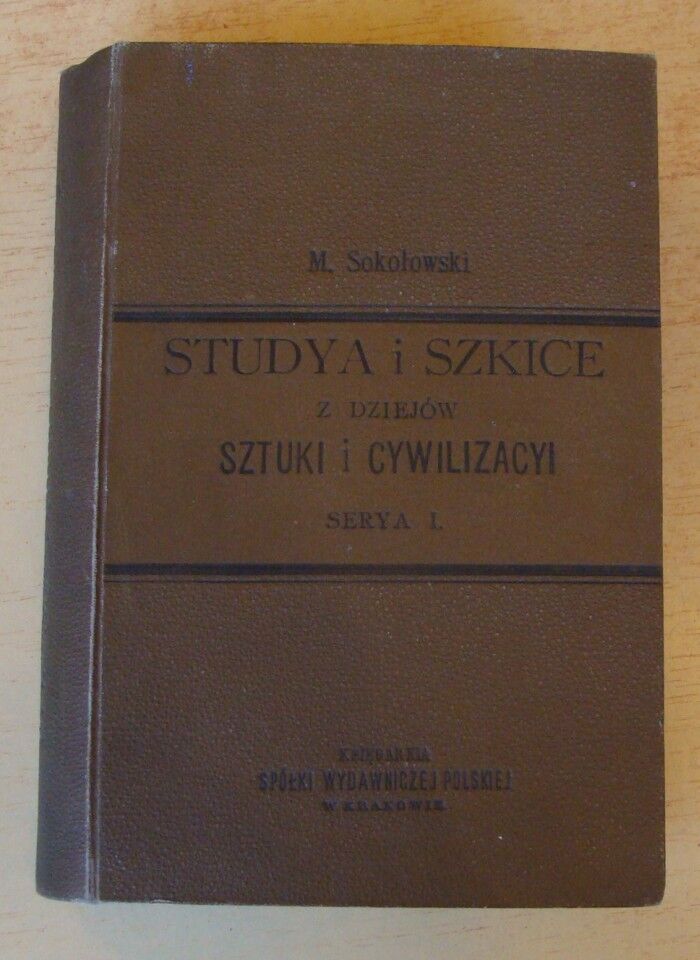 M. Sokołowski
STUDYA i SZKICE
Z DZIEJÓW
SZTUKI i CYWILIZACYI
SERYA I.
KSIĘGARNIA
SPÓŁKI WYDAWNICZEJ POLSKIEJ
W KRAKOWIE.